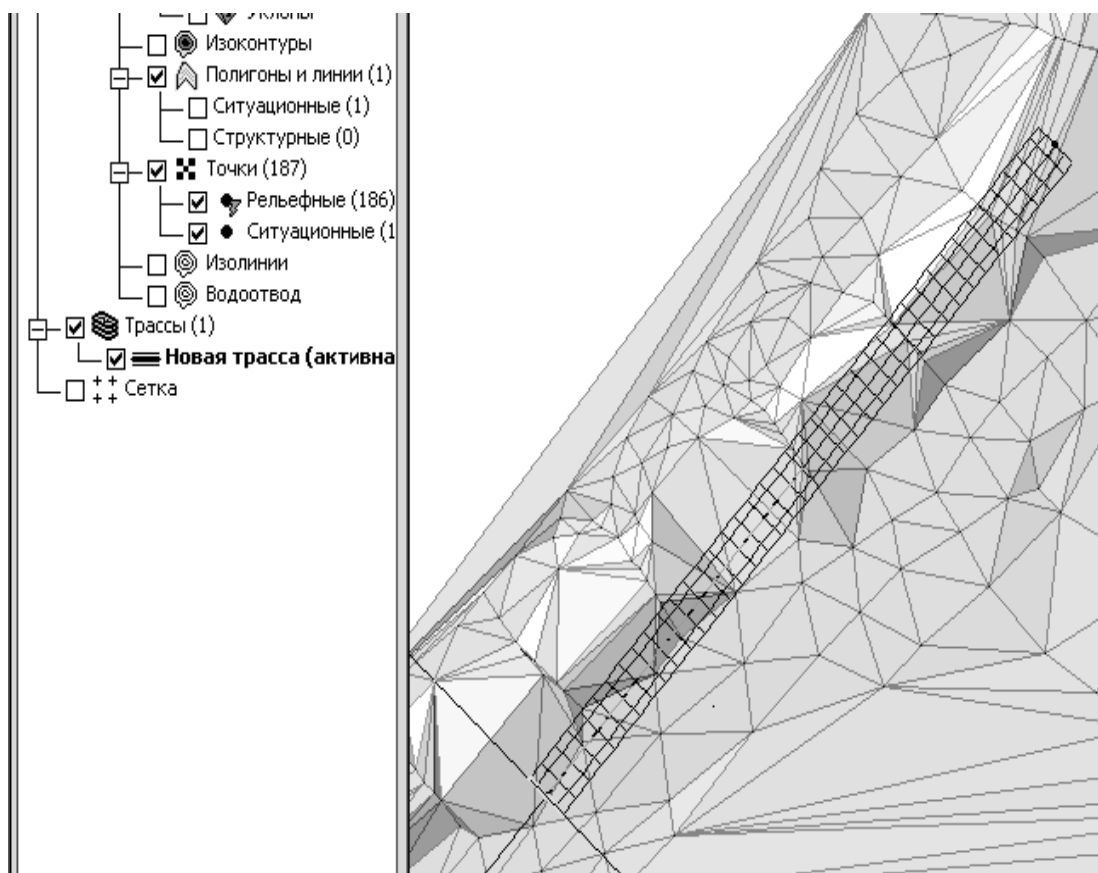 Уклоны
Изоконтуры
Полигоны и линии (1)
Ситуационные (1)
Структурные (0)
Точки (187)
Рельефные (186)
Ситуационные (1
Изолинии
Водоотвод
Трассы (1)
Новая трасса (активна
Сетка